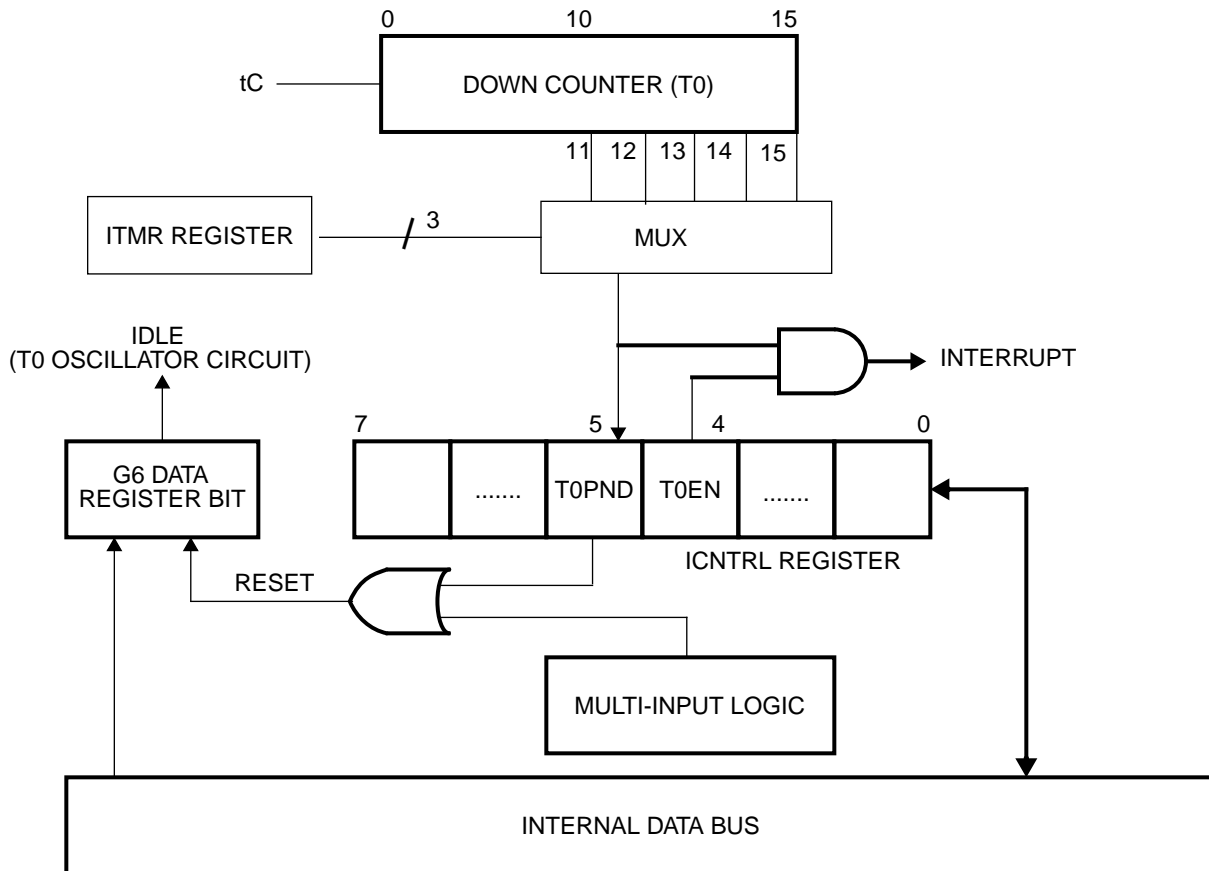 0 10 15
tC
DOWN COUNTER (T0)
11 12 13 14 15
ITMR REGISTER
3
MUX
IDLE
(T0 OSCILLATOR CIRCUIT)
INTERRUPT
7 5 4 0
G6 DATA
REGISTER BIT
....... T0PND T0EN .......
ICNTRL REGISTER
RESET
MULTI-INPUT LOGIC
INTERNAL DATA BUS